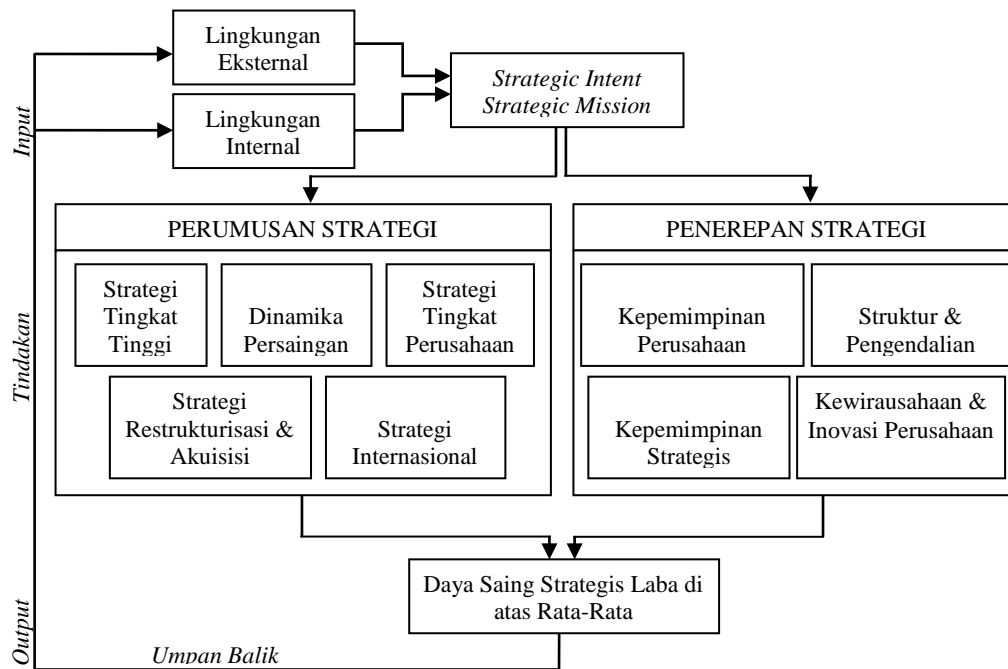 Lingkungan
Eksternal
Strategic Intent
Strategic Mission
Input
Lingkungan
Internal
PERUMUSAN STRATEGI
PENEREPAN STRATEGI
Tindakan
Strategi
Tingkat
Tinggi
Dinamika
Persaingan
Strategi
Tingkat
Perusahaan
Kepemimpinan
Perusahaan
Struktur &
Pengendalian
Strategi
Restrukturisasi &
Akuisisi
Strategi
Internasional
Kepemimpinan
Strategis
Kewirausahaan &
Inovasi Perusahaan
Output
Daya Saing Strategis Laba di
atas Rata-Rata
Umpan Balik